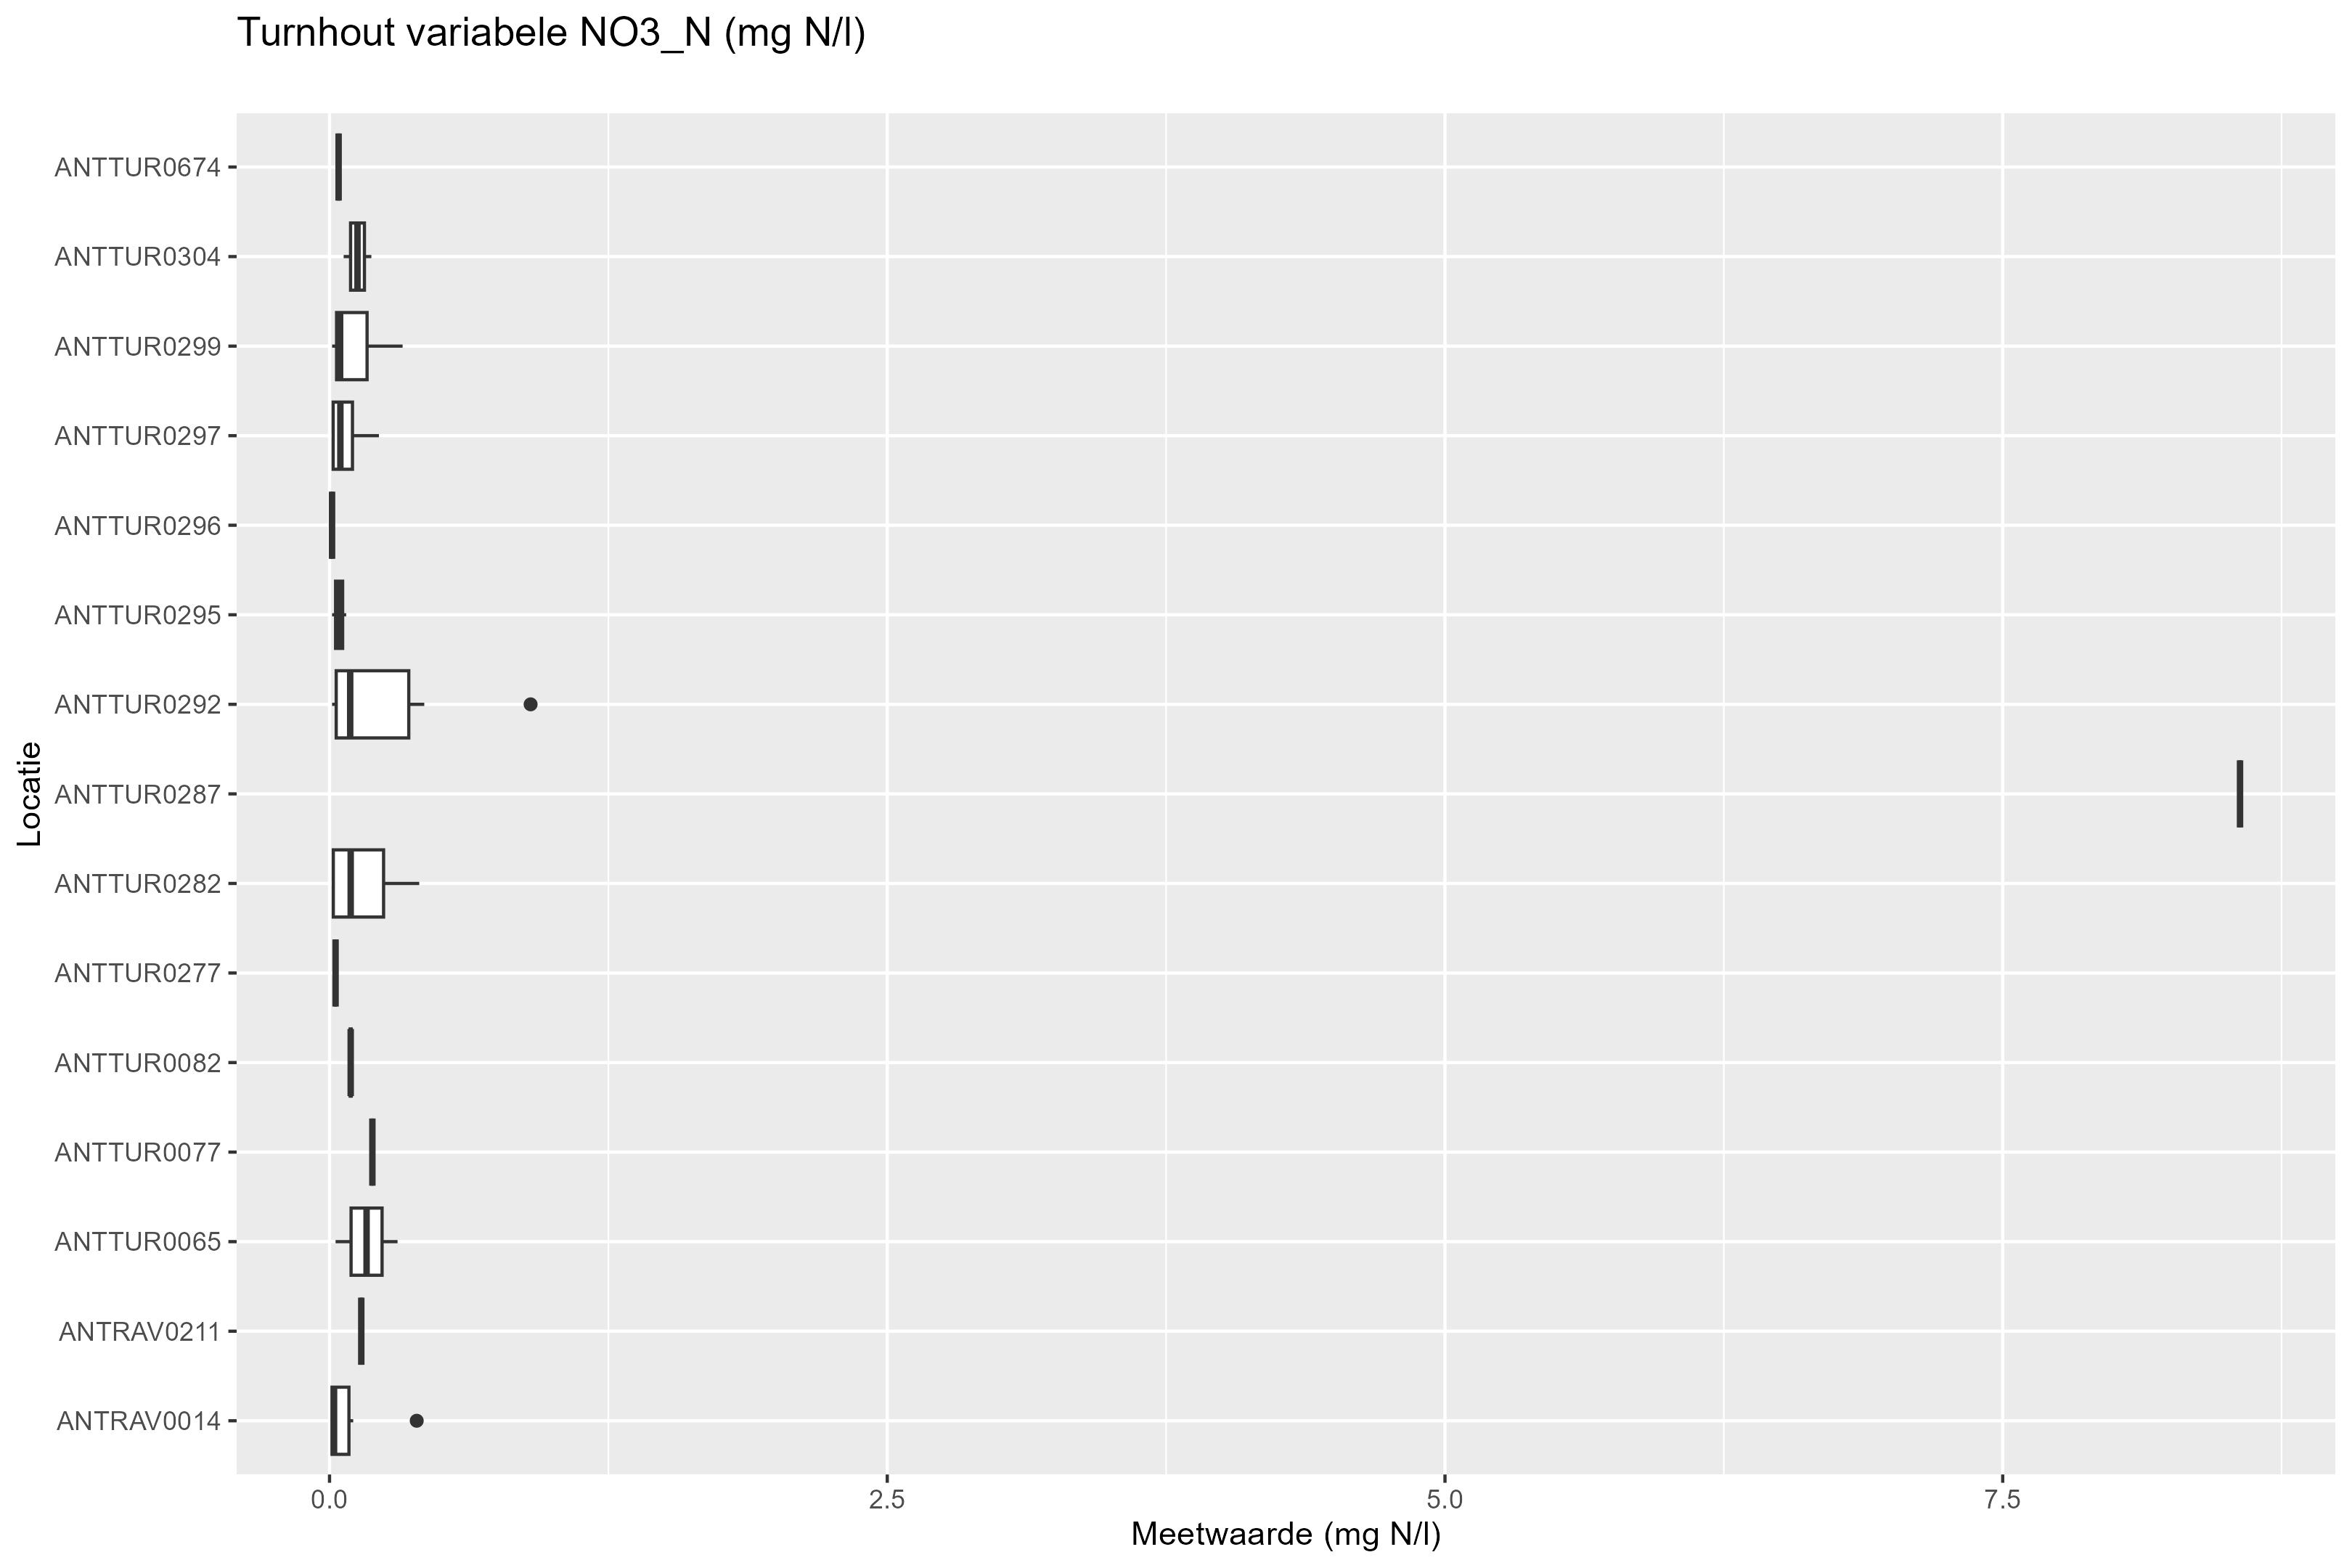 Turnhout variabele NO3_N (mg N/l)
Locatie
ANTTUR0674
ANTTUR0304
ANTTUR0299
ANTTUR0297
ANTTUR0296
ANTTUR0295
ANTTUR0292
ANTTUR0287
ANTTUR0282
ANTTUR0277
ANTTUR0082
ANTTUR0077
ANTTUR0065
ANTRAV0211
ANTRAV0014
0.0 2.5 5.0 7.5
Meetwaarde (mg N/l)